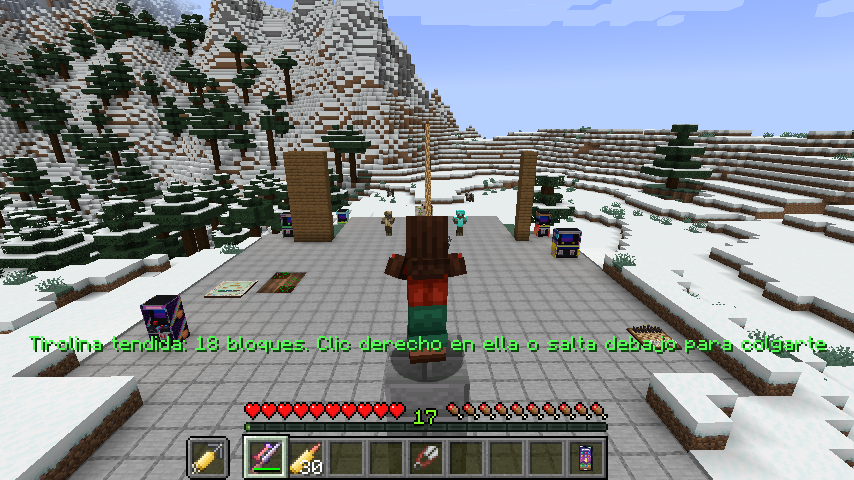 Tirolina tendida: 18 bloques. Clic derecho en ella o salta debajo para colgarte
17
30